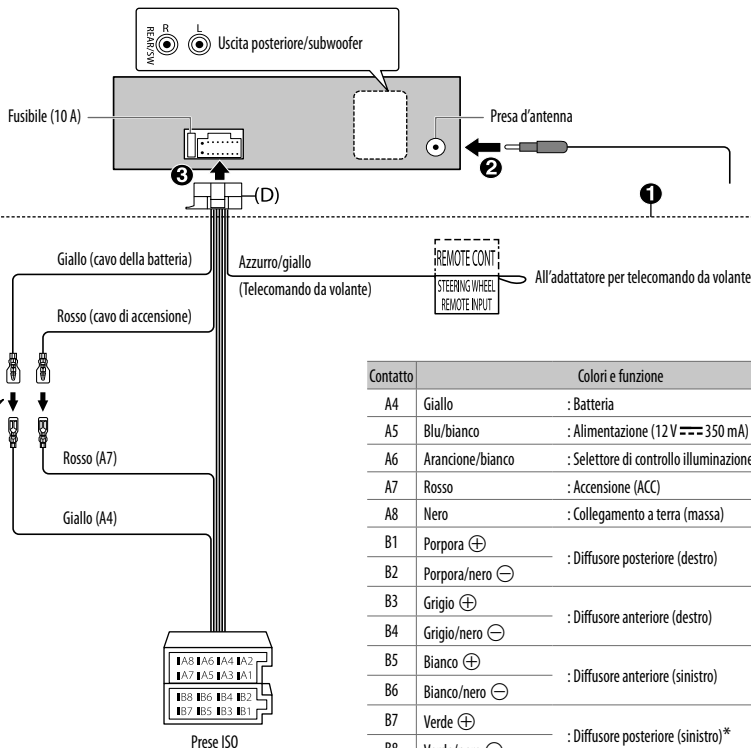 R L
REAR/SW
Uscita posteriore/subwoofer
Fusibile (10 A)
Presa d'antenna
3
2
1
(D)
Giallo (cavo della batteria)
Azzurro/giallo
(Telecomando da volante)
REMOTE CONT
STEERING WHEEL
REMOTE INPUT
All'adattatore per telecomando da volante
Rosso (cavo di accensione)
Rosso (A7)
Giallo (A4)
A8 A6 A4 A2
A7 A5 A3 A1
B8 B6 B4 B2
B7 B5 B3 B1
Prese ISO
Contatto Colori e funzione
A4 Giallo : Batteria
A5 Blu/bianco : Alimentazione (12 V ⎓ 350 mA)
A6 Arancione/bianco : Selettore di controllo illuminazione
A7 Rosso : Accensione (ACC)
A8 Nero : Collegamento a terra (massa)
B1 Porpora ⊕ : Diffusore posteriore (destro)
B2 Porpora/nero ⊖
B3 Grigio ⊕ : Diffusore anteriore (destro)
B4 Grigio/nero ⊖
B5 Bianco ⊕ : Diffusore anteriore (sinistro)
B6 Bianco/nero ⊖
B7 Verde ⊕ : Diffusore posteriore (sinistro)*